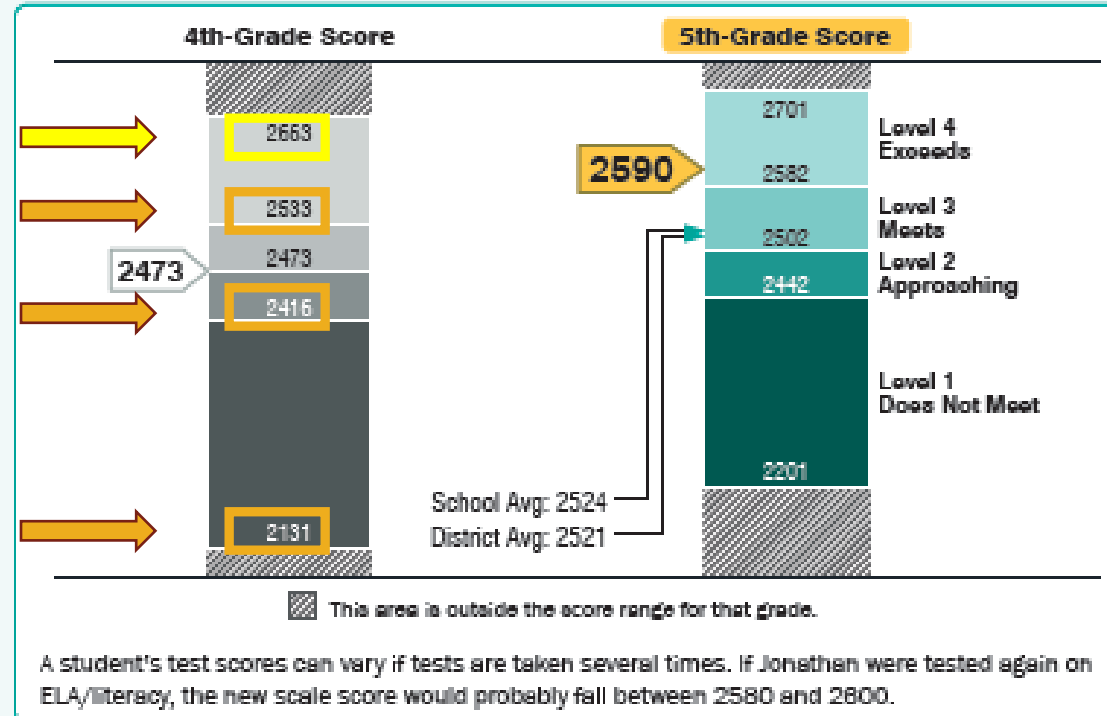 4th-Grade Score
5th-Grade Score
2663
2533
2473
2473
2416
2131
2590
2701
2582
2502
2442
2201
Level 4
Exceeds
Level 3
Meets
Level 2
Approaching
Level 1
Does Not Meet
School Avg: 2524
District Avg: 2521
This area is outside the score range for that grade.
A student's test scores can vary if tests are taken several times. If Jonathan were tested again on
ELA/literacy, the new scale score would probably fall between 2580 and 2600.